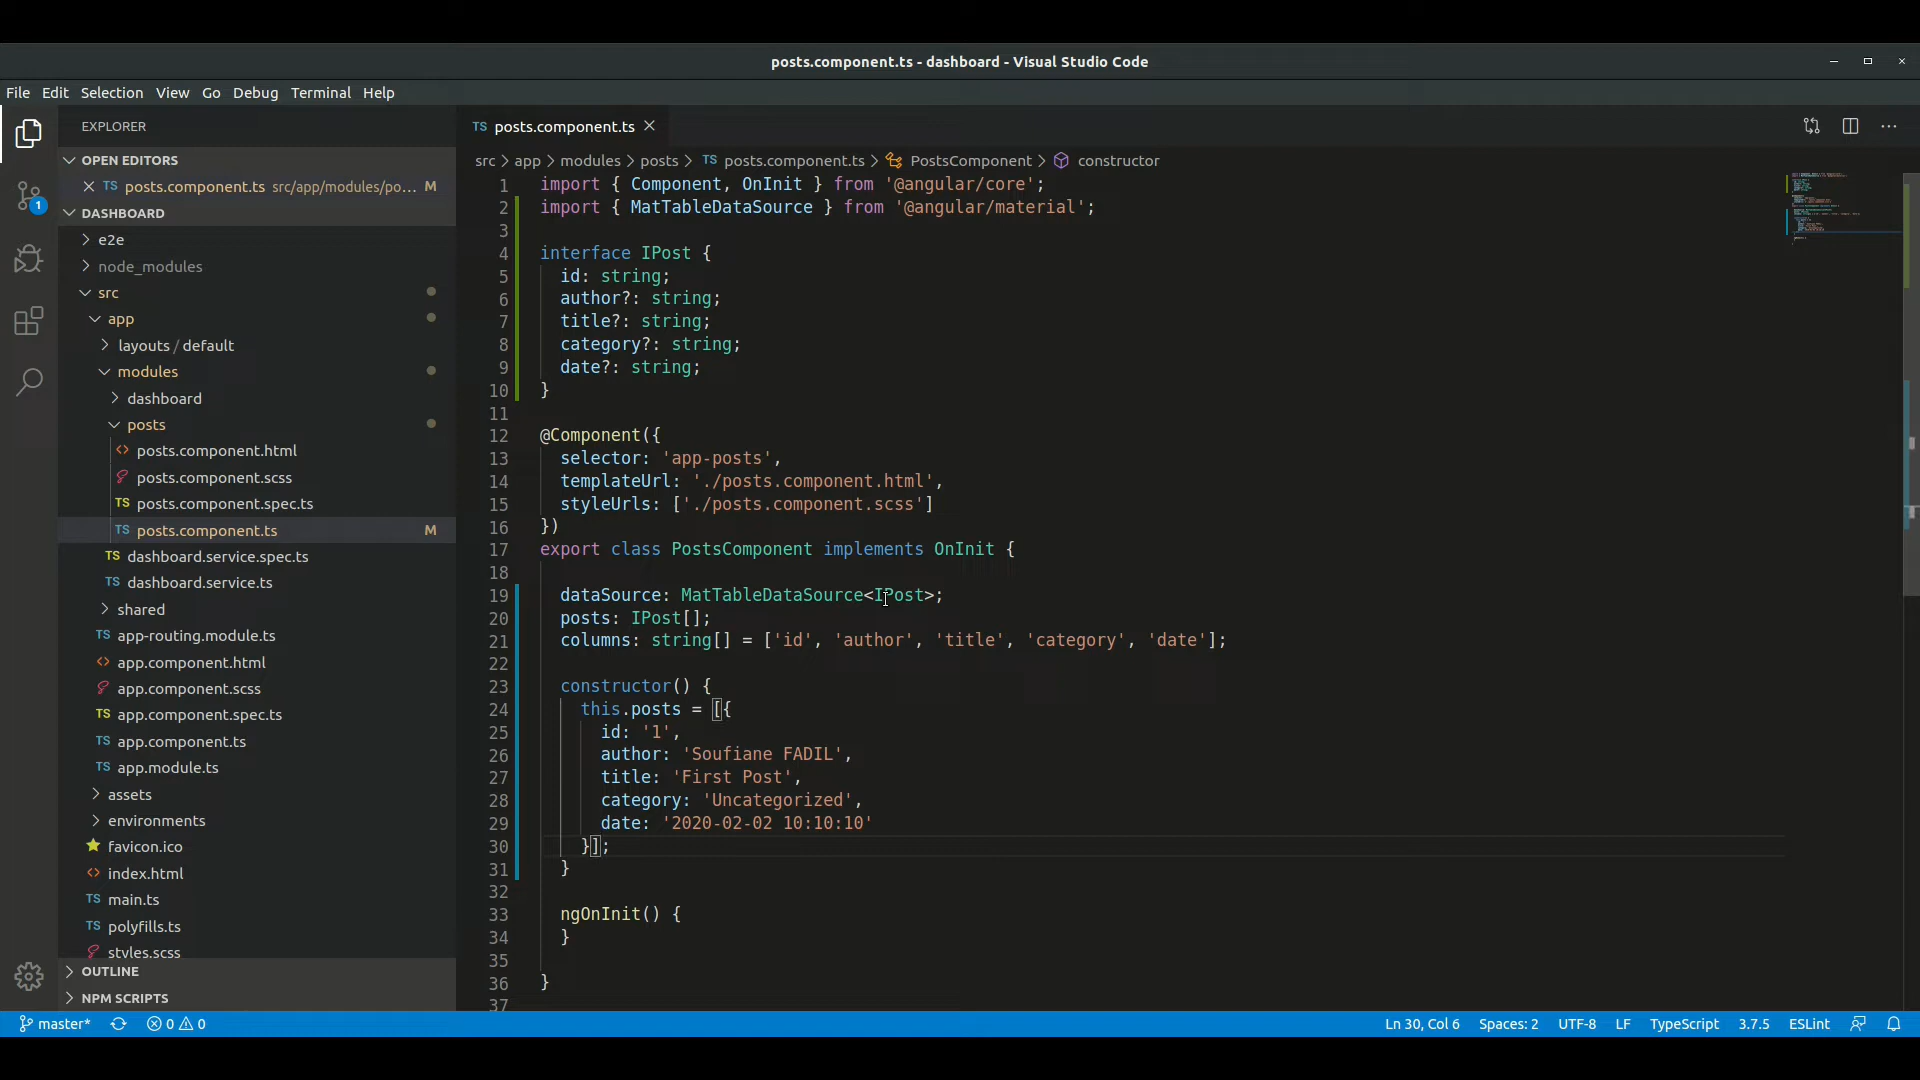 posts.component.ts - dashboard - Visual Studio Code
File Edit Selection View Go Debug Terminal Help
EXPLORER
OPEN EDITORS
TS posts.component.ts src/app/modules/po... M
DASHBOARD
e2e
node_modules
src
app
layouts / default
modules
dashboard
posts
<> posts.component.html
posts.component.scss
TS posts.component.spec.ts
TS posts.component.ts M
TS dashboard.service.spec.ts
TS dashboard.service.ts
shared
TS app-routing.module.ts
<> app.component.html
app.component.scss
TS app.component.spec.ts
TS app.component.ts
TS app.module.ts
assets
environments
favicon.ico
<> index.html
TS main.ts
TS polyfills.ts
styles.scss
OUTLINE
NPM SCRIPTS
1
TS posts.component.ts
src > app > modules > posts > TS posts.component.ts > PostsComponent > constructor
1 import { Component, OnInit } from '@angular/core';
2 import { MatTableDataSource } from '@angular/material';
3
4 interface IPost {
5 id: string;
6 author?: string;
7 title?: string;
8 category?: string;
9 date?: string;
10 }
11
12 @Component({
13 selector: 'app-posts',
14 templateUrl: './posts.component.html',
15 styleUrls: ['./posts.component.scss']
16 })
17 export class PostsComponent implements OnInit {
18
19 dataSource: MatTableDataSource<IPost>;
20 posts: IPost[];
21 columns: string[] = ['id', 'author', 'title', 'category', 'date'];
22
23 constructor() {
24 this.posts = [{
25 id: '1',
26 author: 'Soufiane FADIL',
27 title: 'First Post',
28 category: 'Uncategorized',
29 date: '2020-02-02 10:10:10'
30 }];
31 }
32
33 ngOnInit() {
34 }
35
36 }
37
master* 0 0 Ln 30, Col 6 Spaces: 2 UTF-8 LF TypeScript 3.7.5 ESLint